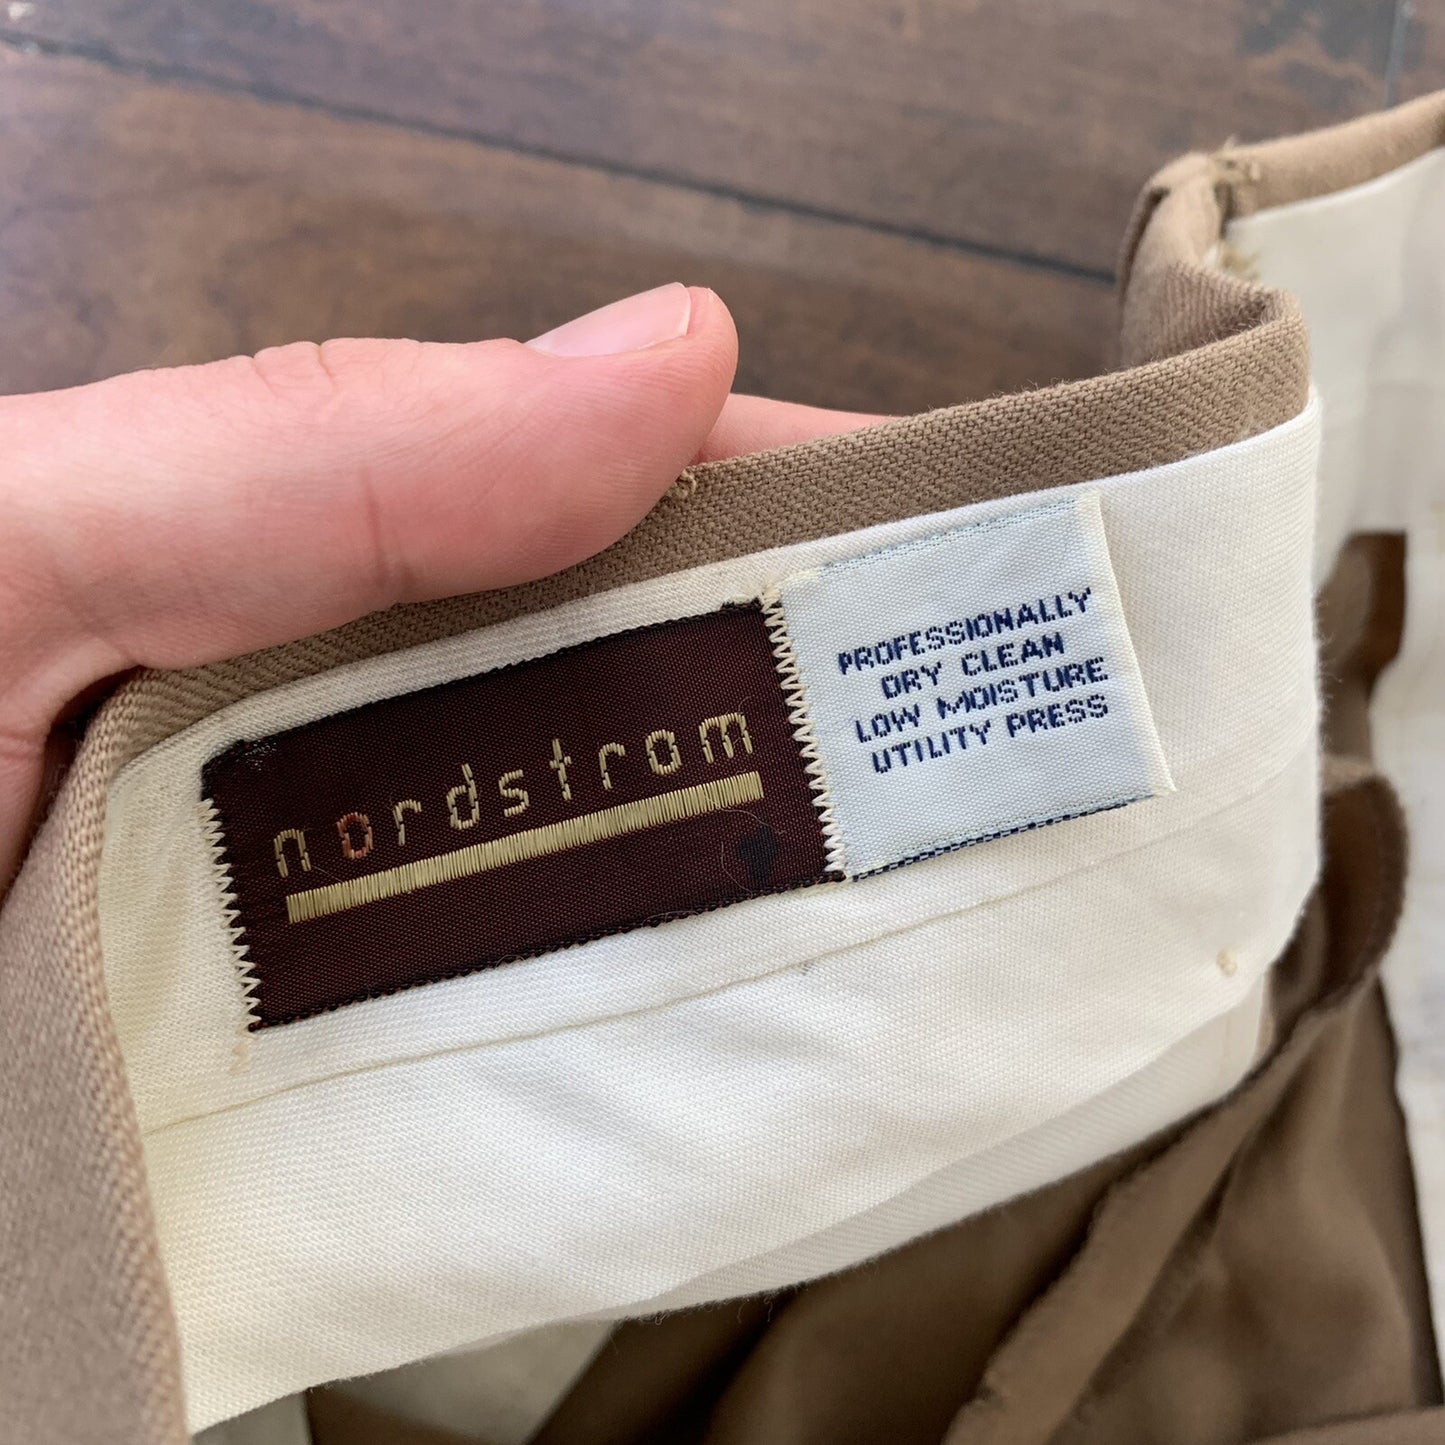 nordstrom
PROFESSIONALLY
DRY CLEAN
LOW MOISTURE
UTILITY PRESS